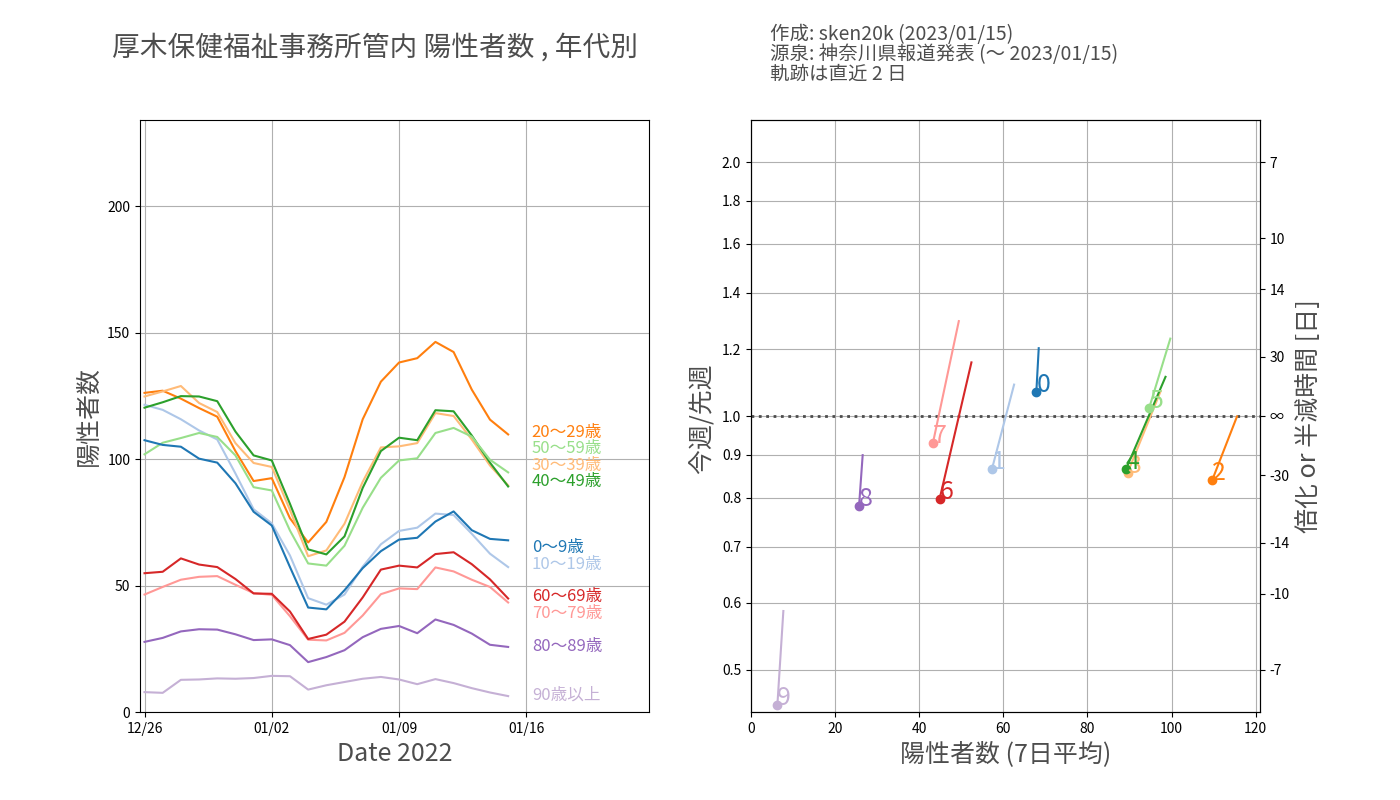 厚木保健福祉事務所管内 陽性者数 , 年代別
作成: sken20k (2023/01/15)
源泉: 神奈川県報道発表 (〜 2023/01/15)
軌跡は直近 2 日
陽性者数
200
150
100
50
0
12/26
01/02
01/09
01/16
Date 2022
20〜29歳
50〜59歳
30〜39歳
40〜49歳
0〜9歳
10〜19歳
60〜69歳
70〜79歳
80〜89歳
90歳以上
今週/先週
2.0
1.8
1.6
1.4
1.2
1.0
0.9
0.8
0.7
0.6
0.5
0
20
40
60
80
100
120
陽性者数 (7日平均)
7
10
14
30
∞
-30
-14
-10
-7
倍化 or 半減時間 [日]
0
5
7
1
4
3
2
6
8
9